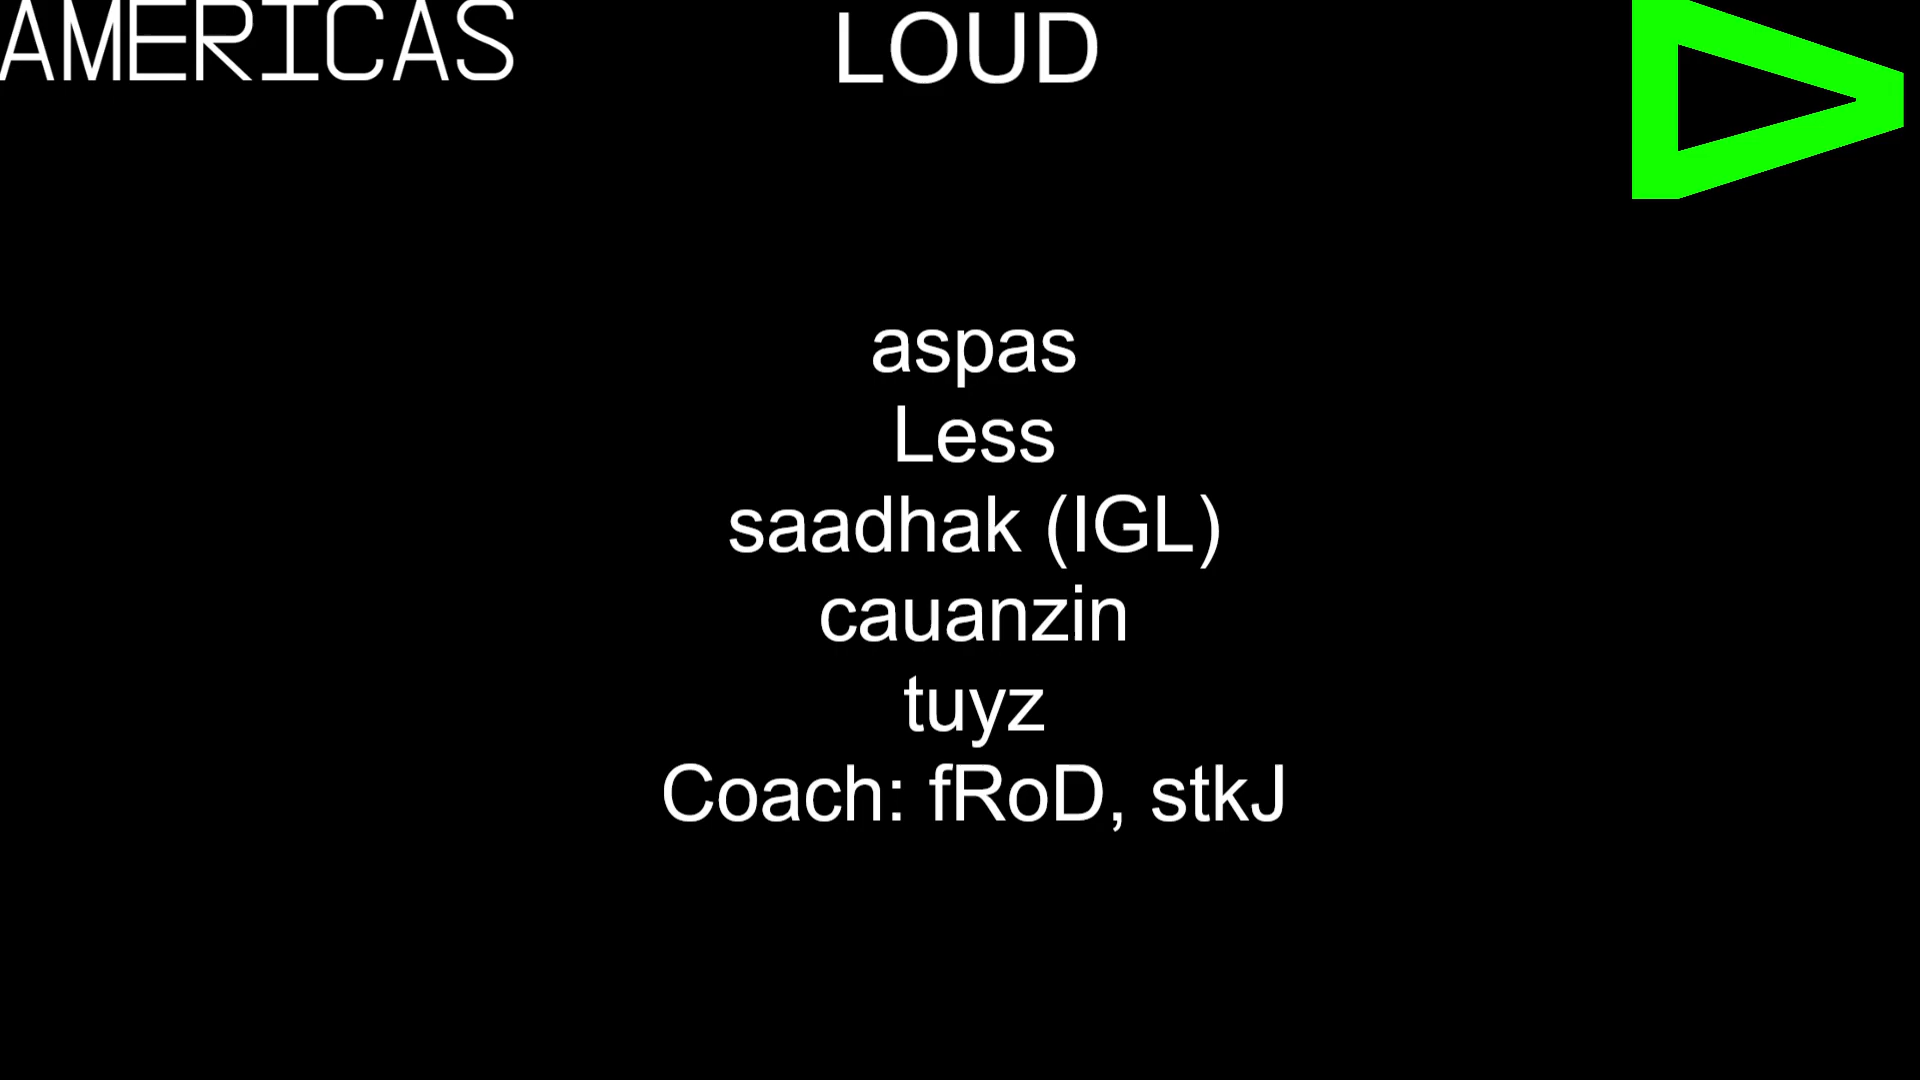 AMERICAS
LOUD
aspas
Less
saadhak (IGL)
cauanzin
tuyz
Coach: fRoD, stkJ